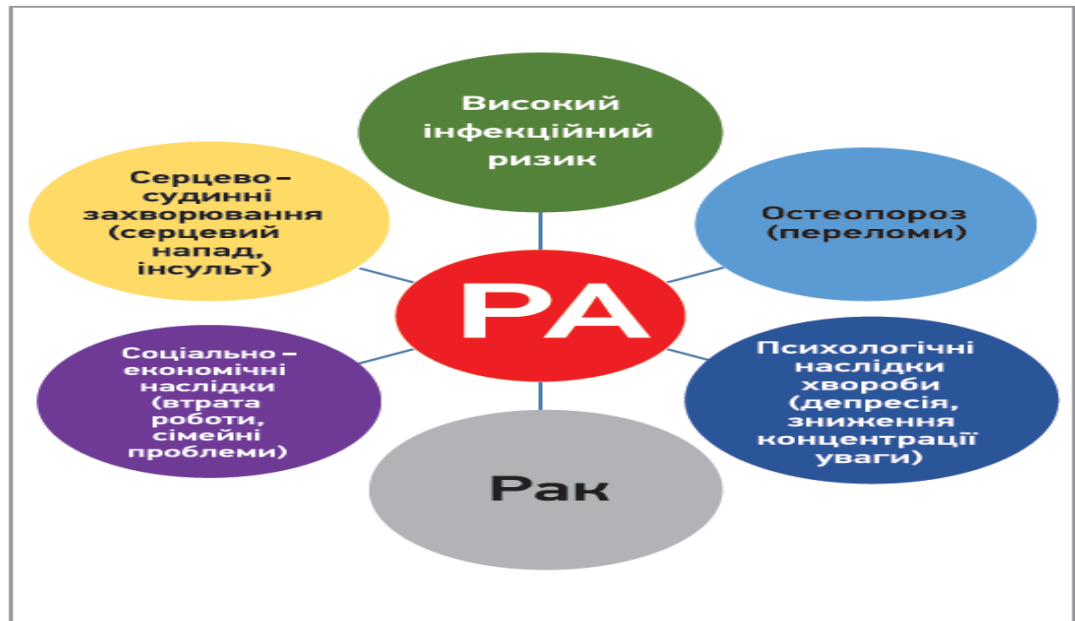 Високий
інфекційний
ризик
Серцево–
судинні
захворювання
(серцевий
напад,
інсульт)
Остеопороз
(переломи)
РА
Соціально–
економічні
наслідки
(втрата
роботи,
сімейні
проблеми)
Психологічні
наслідки
хвороби
(депресія,
зниження
концентрації
уваги)
Рак